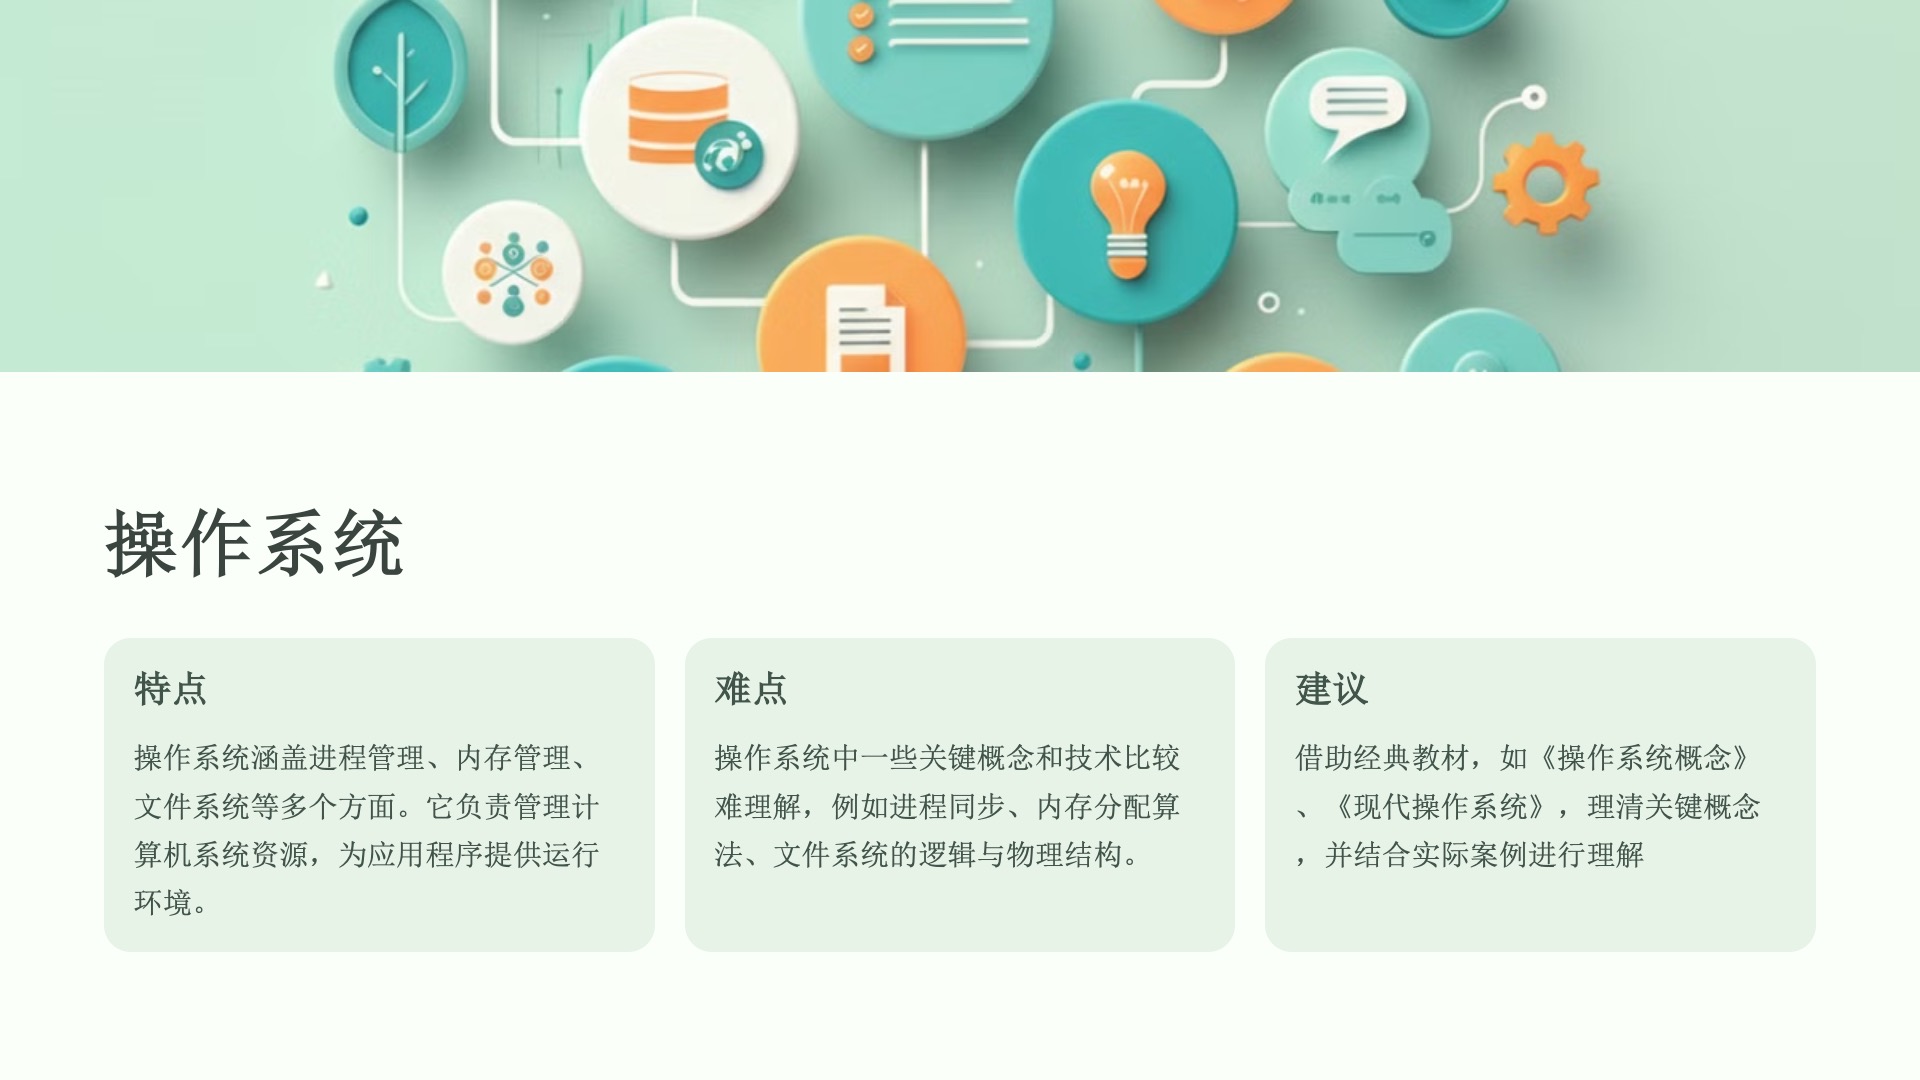 操作系统
特点
操作系统涵盖进程管理、内存管理、
文件系统等多个方面。它负责管理计
算机系统资源，为应用程序提供运行
环境。
难点
操作系统中一些关键概念和技术比较
难理解，例如进程同步、内存分配算
法、文件系统的逻辑与物理结构。
建议
借助经典教材，如《操作系统概念》
、《现代操作系统》，理清关键概念
，并结合实际案例进行理解